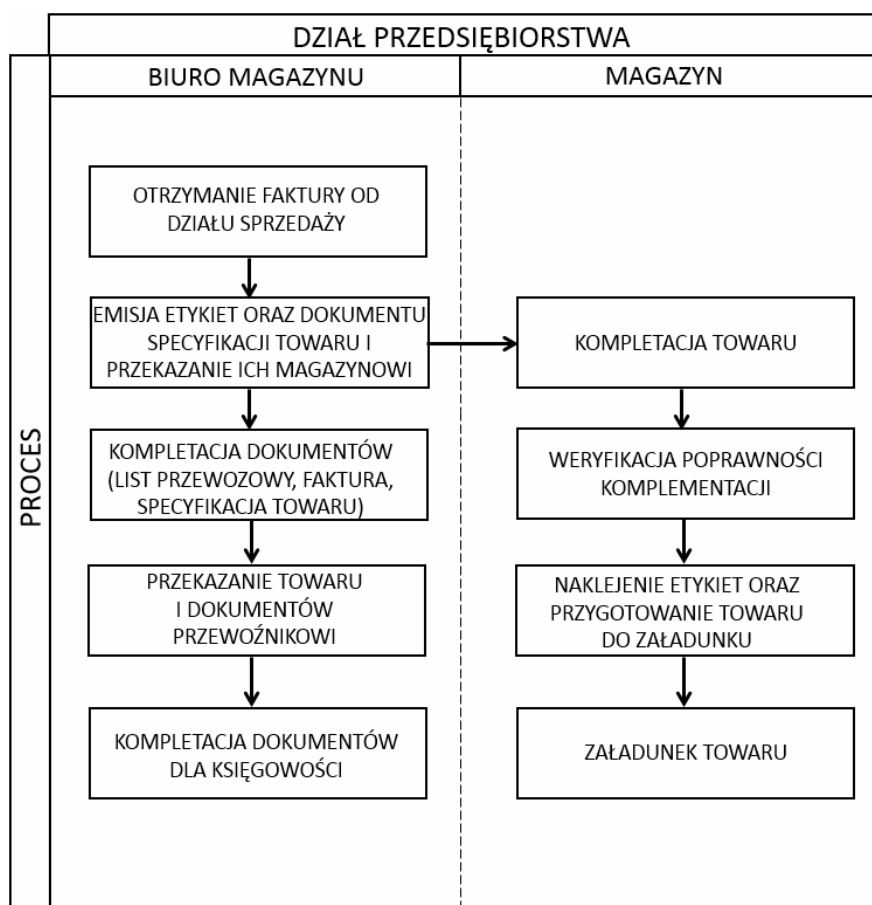 DZIAŁ PRZEDSIĘBIORSTWA
BIURO MAGAZYNU
MAGAZYN
PROCES
OTRZYMANIE FAKTURY OD
DZIAŁU SPRZEDAŻY
EMISJA ETYKIET ORAZ DOKUMENTU
SPECYFIKACJI TOWARU I
PRZEKAZANIE ICH MAGAZYNOWI
KOMPLETACJA TOWARU
KOMPLETACJA DOKUMENTÓW
(LIST PRZEWOZOWY, FAKTURA,
SPECYFIKACJA TOWARU)
WERYFIKACJA POPRAWNOŚCI
KOMPLEMENTACJI
PRZEKAZANIE TOWARU
I DOKUMENTÓW
PRZEWOŹNIKOWI
NAKLEJENIE ETYKIET ORAZ
PRZYGOTOWANIE TOWARU
DO ZAŁADUNKU
KOMPLETACJA DOKUMENTÓW
DLA KSIĘGOWOŚCI
ZAŁADUNEK TOWARU